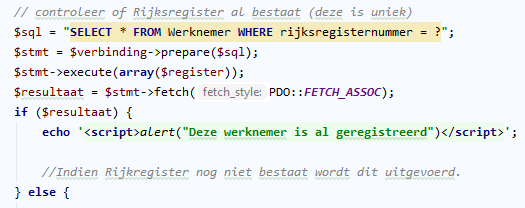 // controleer of Rijksregister al bestaat (deze is uniek)
$sql = "SELECT * FROM Werknemer WHERE rijksregisternummer = ?";
$stmt = $verbinding->prepare($sql);
$stmt->execute(array($register));
$resultaat = $stmt->fetch( fetch_style: PDO::FETCH_ASSOC);
if ($resultaat) {
echo '<script>alert("Deze werknemer is al geregistreerd")</script>';
//Indien Rijkregister nog niet bestaat wordt dit uitgevoerd.
} else {